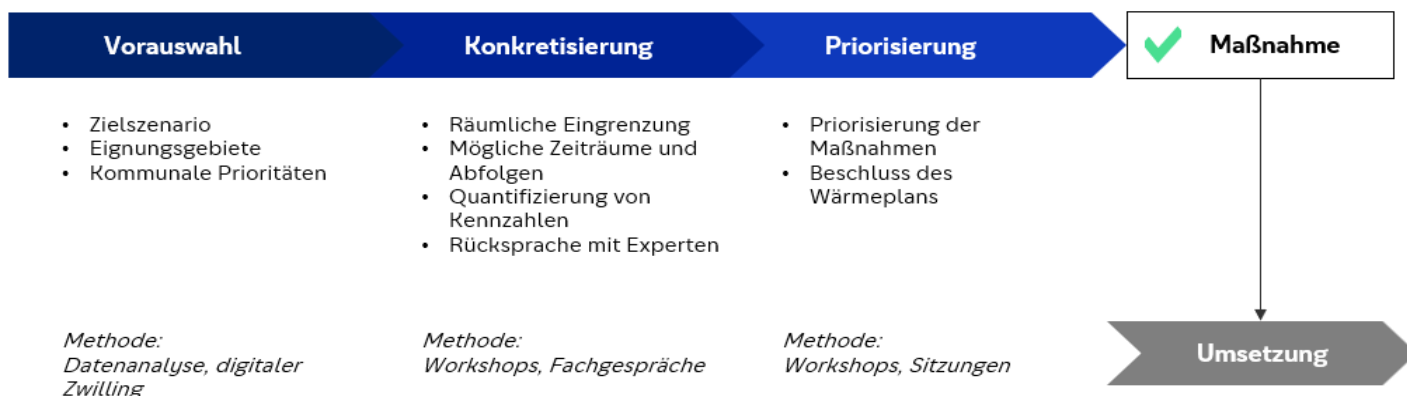 Vorauswahl
Konkretisierung
Priorisierung
Maßnahme
• Zielszenario
• Eignungsgebiete
• Kommunale Prioritäten
• Räumliche Eingrenzung
• Mögliche Zeiträume und
Abfolgen
• Quantifizierung von
Kennzahlen
• Rücksprache mit Experten
• Priorisierung der
Maßnahmen
• Beschluss des
Wärmeplans
Methode:
Datenanalyse, digitaler
Zwilling
Methode:
Workshops, Fachgespräche
Methode:
Workshops, Sitzungen
Umsetzung